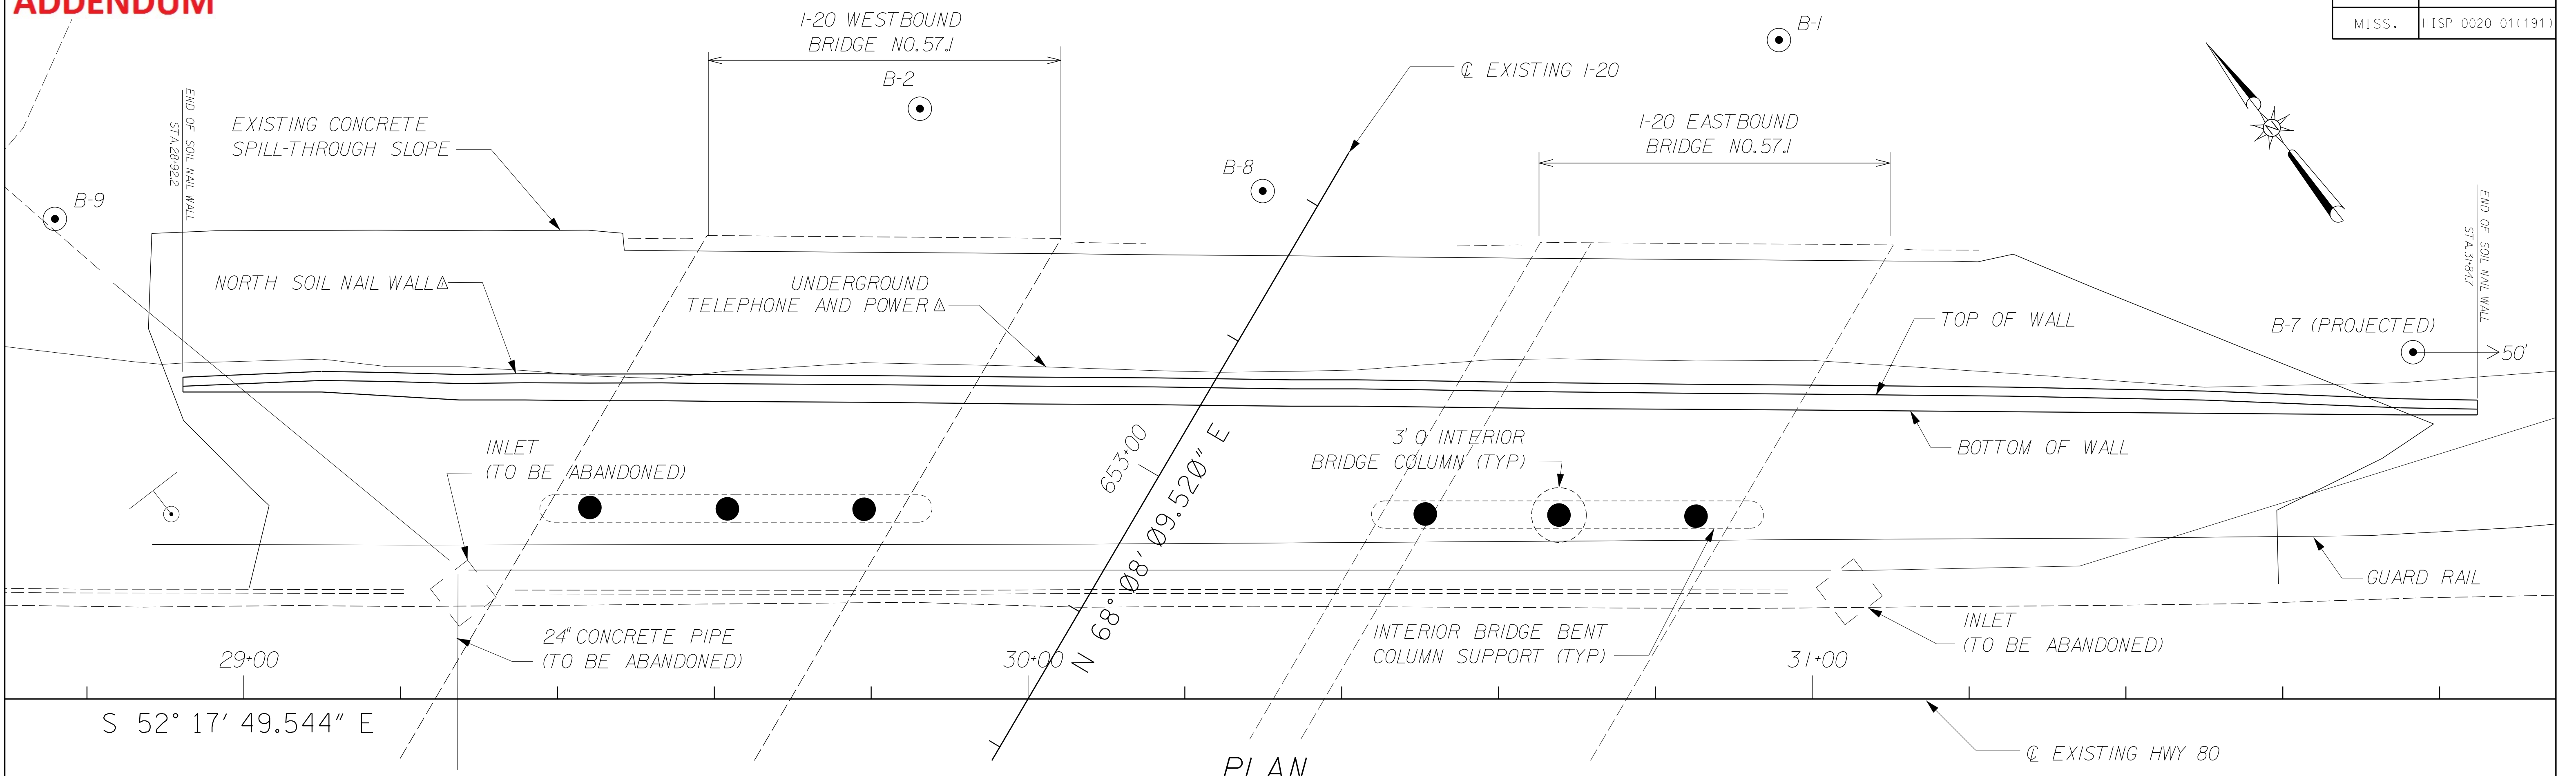 ADDENDUM
MISS. HISP-0020-01(191)
I-20 WESTBOUND
BRIDGE NO.57.1
B-2
B-1
℄ EXISTING I-20
I-20 EASTBOUND
BRIDGE NO.57.1
EXISTING CONCRETE
SPILL-THROUGH SLOPE
END OF SOIL NAIL WALL
STA.28+92.2
B-9
B-8
N
END OF SOIL NAIL WALL
STA.31+84.7
NORTH SOIL NAIL WALL △1
UNDERGROUND
TELEPHONE AND POWER △1
TOP OF WALL
B-7 (PROJECTED)
50'
INLET
(TO BE ABANDONED)
653+00
N 68° 08' 09.520" E
3' O INTERIOR
BRIDGE COLUMN (TYP)
BOTTOM OF WALL
GUARD RAIL
24" CONCRETE PIPE
(TO BE ABANDONED)
INTERIOR BRIDGE BENT
COLUMN SUPPORT (TYP)
INLET
(TO BE ABANDONED)
29+00
30+00
31+00
S 52° 17' 49.544" E
℄ EXISTING HWY 80
PLAN